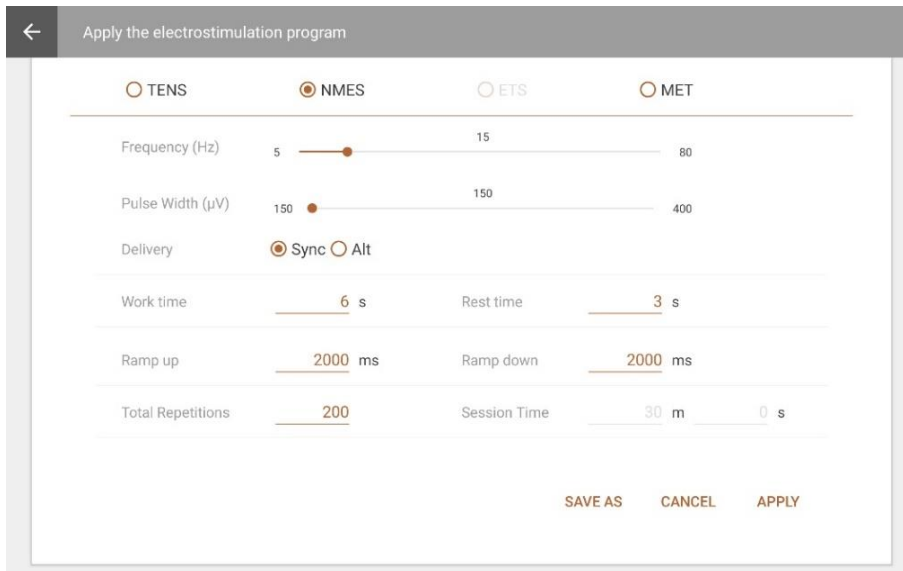 Apply the electrostimulation program
TENS NMES ETS MET
Frequency (Hz) 5 15 80
Pulse Width (μV) 150 150 400
Delivery Sync Alt
Work time 6 s Rest time 3 s
Ramp up 2000 ms Ramp down 2000 ms
Total Repetitions 200 Session Time 30 m 0 s
SAVE AS CANCEL APPLY